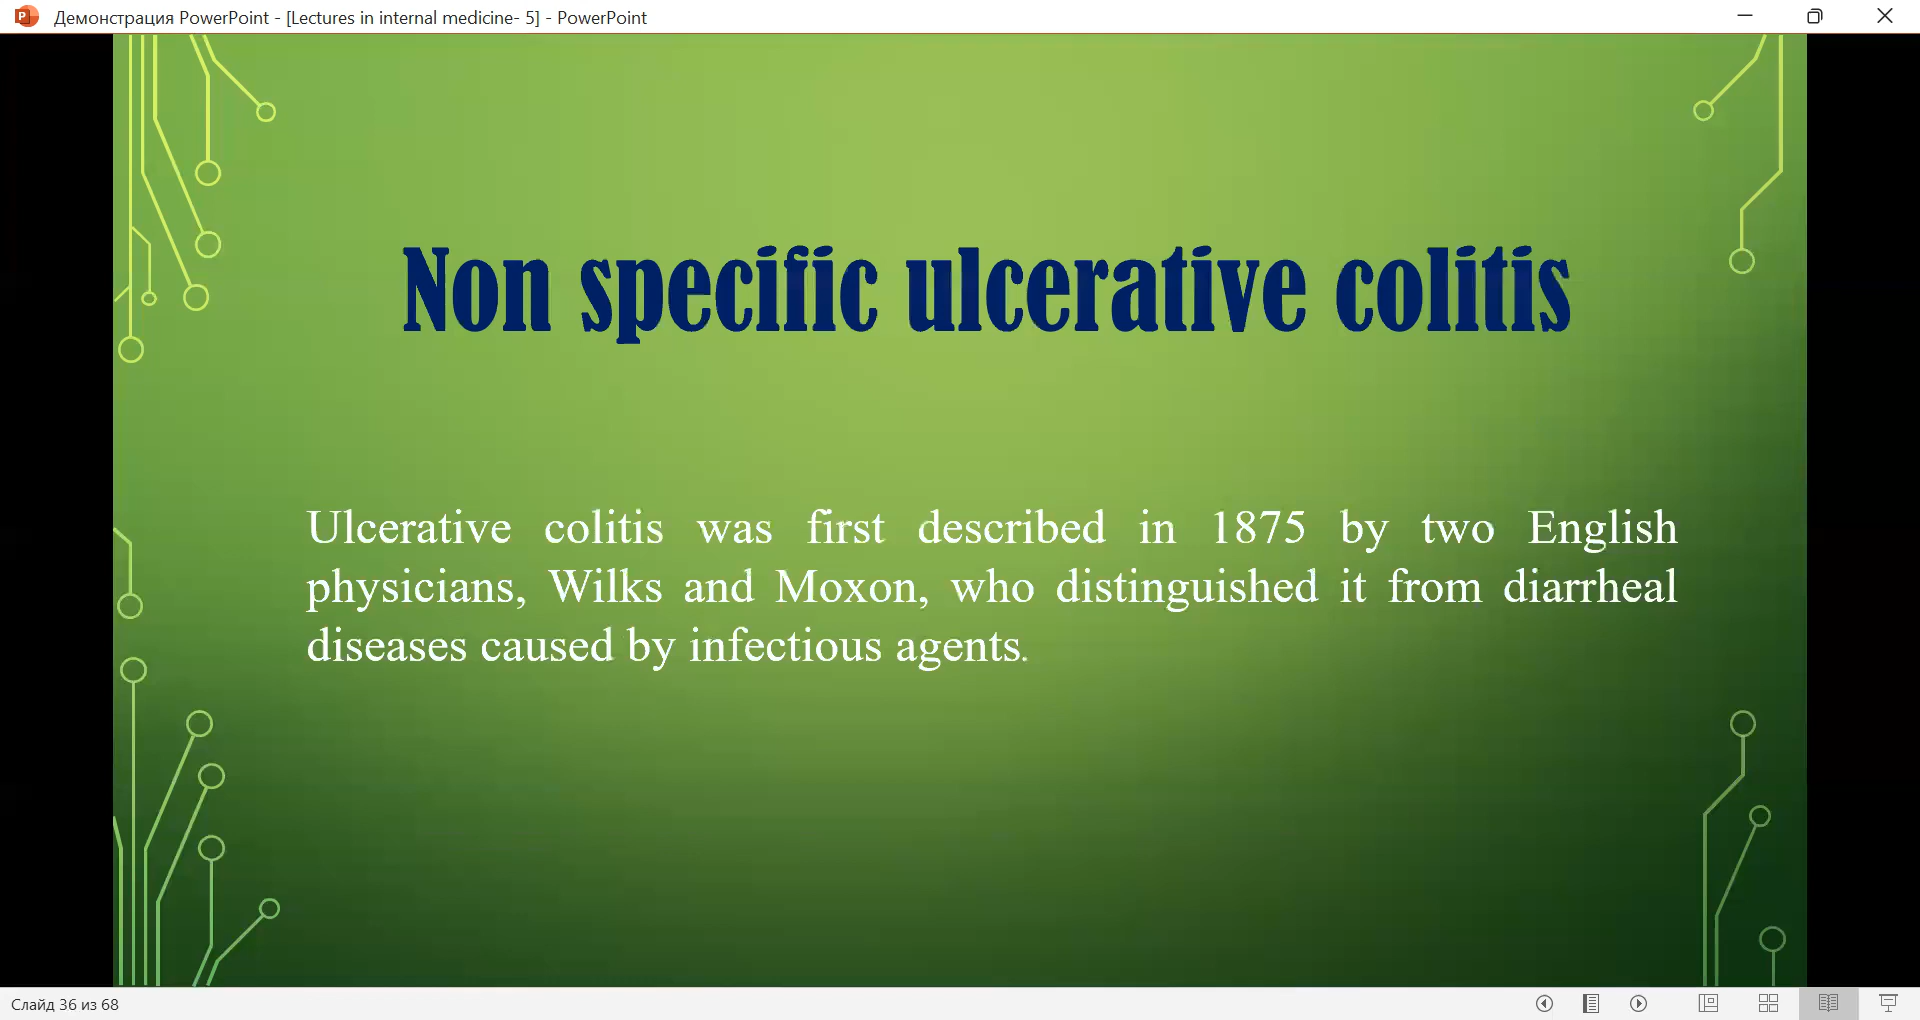 Демонстрация PowerPoint - [Lectures in internal medicine- 5] - PowerPoint
Non specific ulcerative colitis
Ulcerative colitis was first described in 1875 by two English
physicians, Wilks and Moxon, who distinguished it from diarrheal
diseases caused by infectious agents.
Слайд 36 из 68